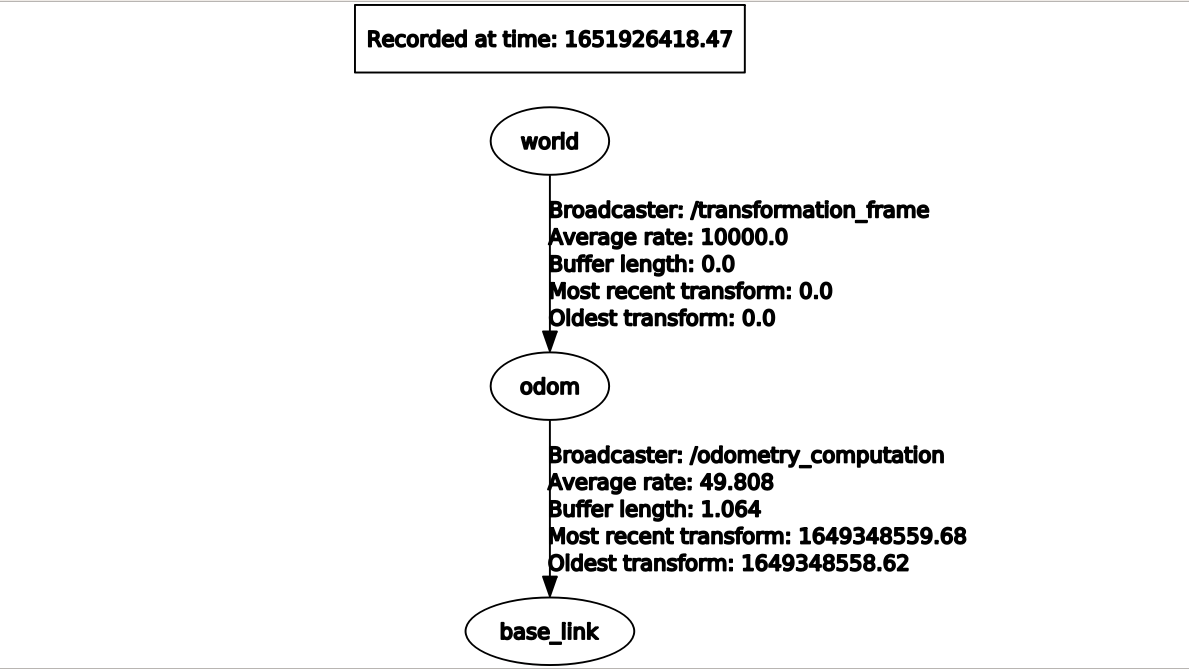 Recorded at time: 1651926418.47
world
Broadcaster: /transformation_frame
Average rate: 10000.0
Buffer length: 0.0
Most recent transform: 0.0
Oldest transform: 0.0
odom
Broadcaster: /odometry_computation
Average rate: 49.808
Buffer length: 1.064
Most recent transform: 1649348559.68
Oldest transform: 1649348558.62
base_link